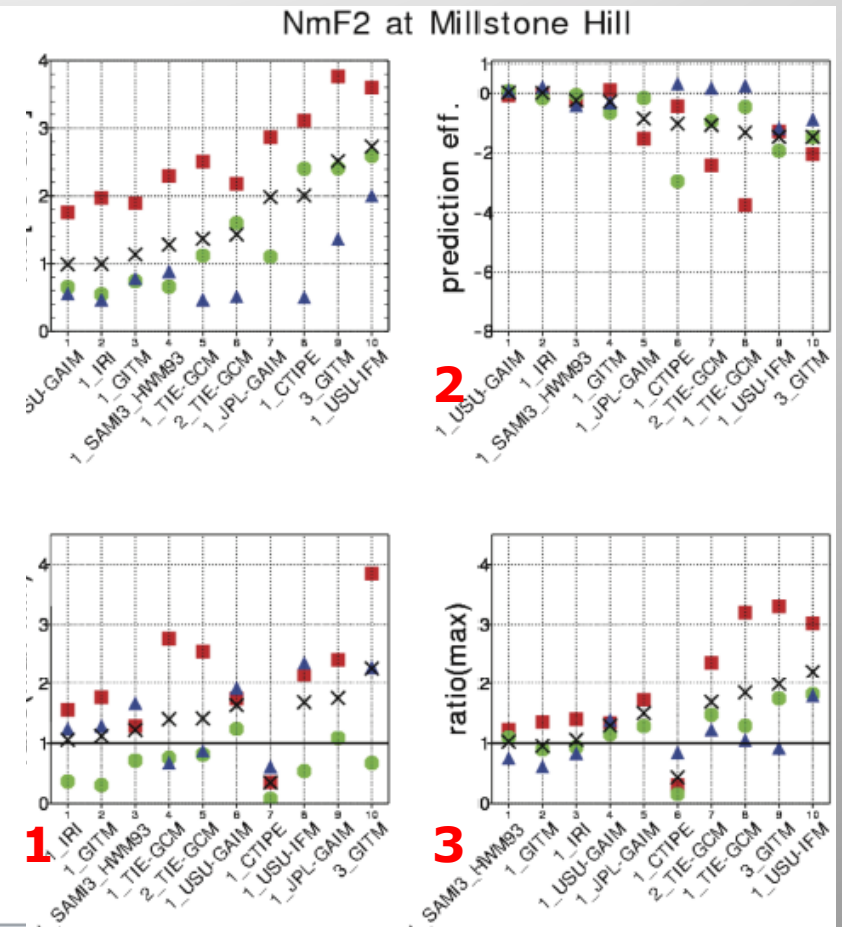 NmF2 at Millstone Hill
4
3
2
1
0
1 2 3 4 5 6 7 8 9 10
SU-GAIM
1_IRI
1_GITM
1_SAMI3_HWM93
1_TIE-GCM
2_TIE-GCM
1_JPL-GAIM
1_CTIPE
3_GITM
1_USU-IFM
prediction eff.
1
0
-2
-4
-6
-8
1 2 3 4 5 6 7 8 9 10
2
1_USU-GAIM
1_IRI
1_SAMI3_HWM93
1_GITM
1_JPL-GAIM
1_CTIPE
2_TIE-GCM
1_TIE-GCM
1_USU-IFM
3_GITM
4
3
2
1
0
1 2 3 4 5 6 7 8 9 10
1
1_IRI
1_GITM
SAMI3_HWM93
1_TIE-GCM
2_TIE-GCM
1_USU-GAIM
1_CTIPE
1_USU-IFM
1_JPL-GAIM
3_GITM
ratio(max)
4
3
2
1
0
1 2 3 4 5 6 7 8 9 10
3
1_SAMI3_HWM93
1_GITM
1_IRI
1_USU-GAIM
1_JPL-GAIM
1_CTIPE
2_TIE-GCM
1_TIE-GCM
3_GITM
1_USU-IFM